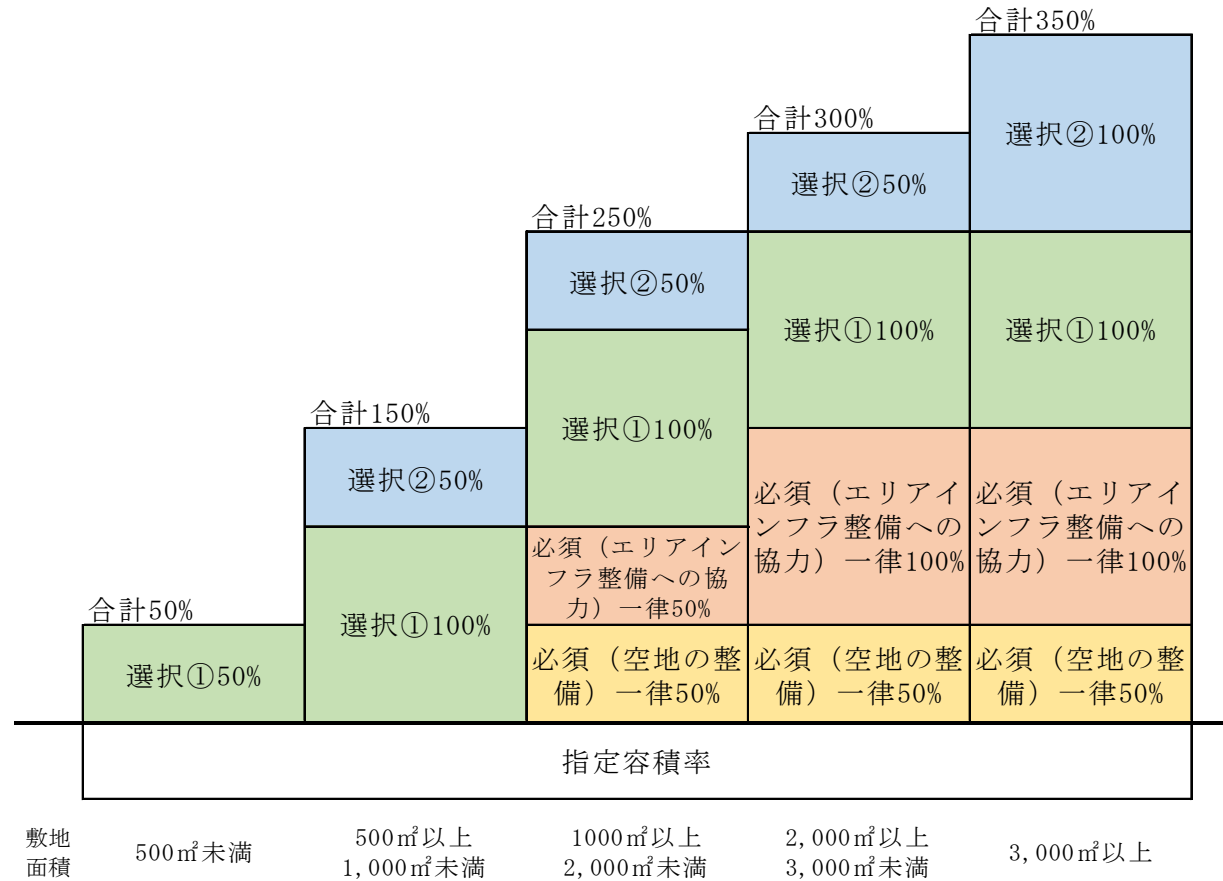 合計350%
選択②100%
合計300%
選択②50%
合計250%
選択②50%
選択①100%
選択①100%
選択①100%
合計150%
選択②50%
選択①100%
必須（エリアイン
フラ整備への協
力）一律50%
必須（エリアイ
ンフラ整備への
協力）一律100%
必須（エリアイ
ンフラ整備への
協力）一律100%
合計50%
選択①50%
必須（空地の整
備）一律50%
必須（空地の整
備）一律50%
必須（空地の整
備）一律50%
指定容積率
敷地
面積
500㎡未満
500㎡以上
1,000㎡未満
1000㎡以上
2,000㎡未満
2,000㎡以上
3,000㎡未満
3,000㎡以上